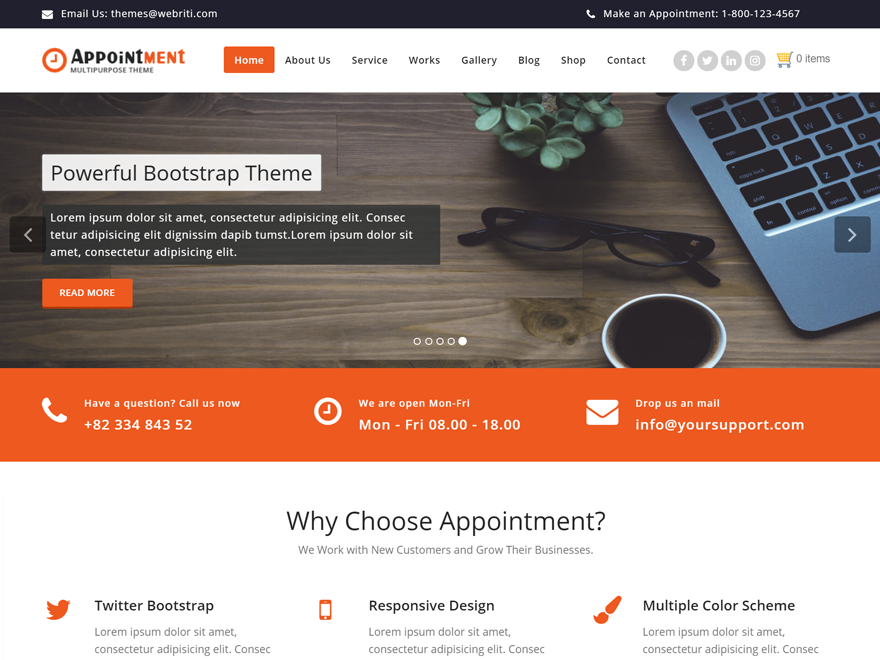 Email Us: themes@webriti.com
Make an Appointment: 1-800-123-4567
APPOiNTMENT
MULTIPURPOSE THEME
Home About Us Service Works Gallery Blog Shop Contact
0 items
Powerful Bootstrap Theme
Lorem ipsum dolor sit amet, consectetur adipisicing elit. Consec
tetur adipisicing elit dignissim dapib tumst.Lorem ipsum dolor sit
amet, consectetur adipisicing elit.
READ MORE
Have a question? Call us now
+82 334 843 52
We are open Mon-Fri
Mon - Fri 08.00 - 18.00
Drop us an mail
info@yoursupport.com
Why Choose Appointment?
We Work with New Customers and Grow Their Businesses.
Twitter Bootstrap
Lorem ipsum dolor sit amet,
consectetur adipisicing elit. Consec
Responsive Design
Lorem ipsum dolor sit amet,
consectetur adipisicing elit. Consec
Multiple Color Scheme
Lorem ipsum dolor sit amet,
consectetur adipisicing elit. Consec